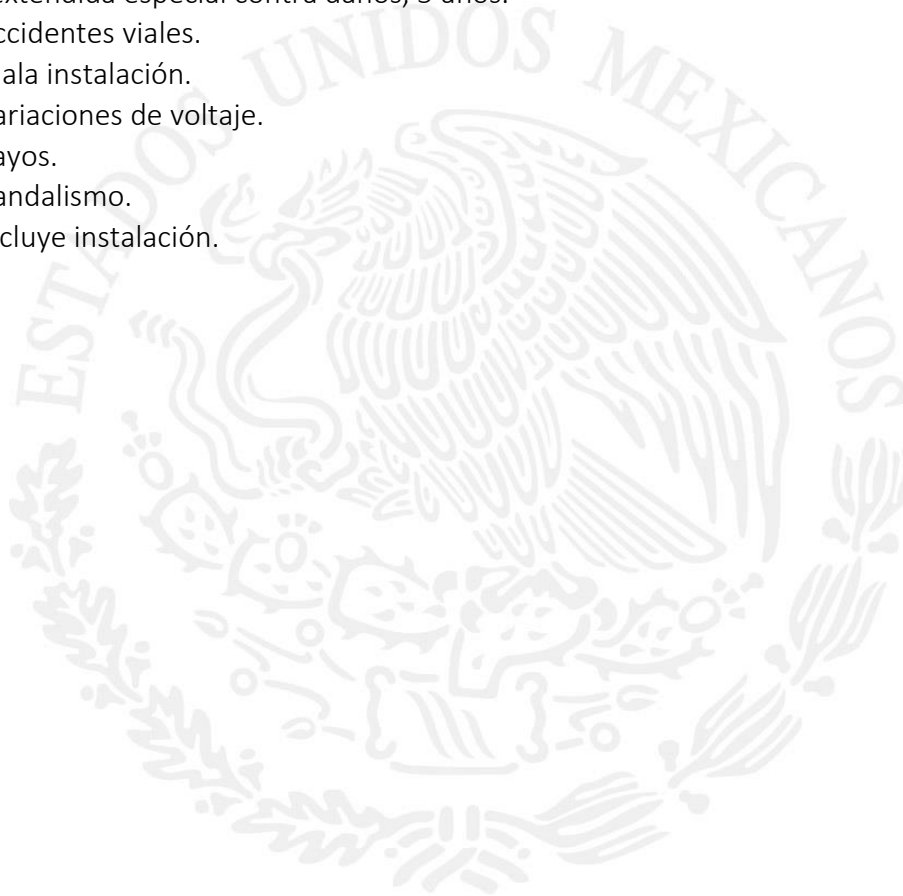 extendida especial contra daños, 5 años.
ccidentes viales.
ala instalación.
ariaciones de voltaje.
ayos.
andalismo.
cluye instalación.
ESTADOS UNIDOS MEXICANOS